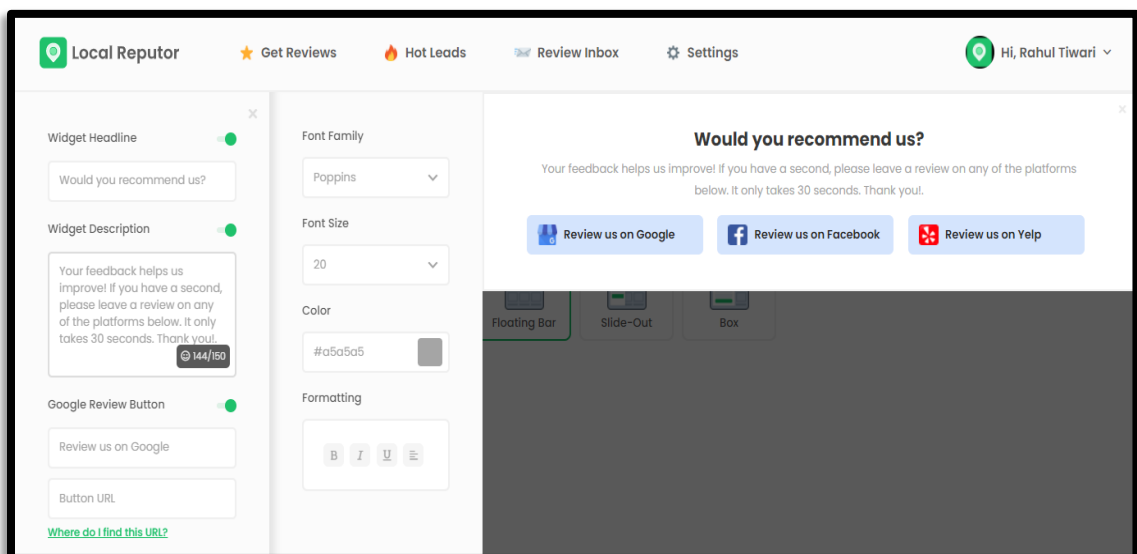 Local Reputor
Get Reviews
Hot Leads
Review Inbox
Settings
Hi, Rahul Tiwari
Widget Headline
Would you recommend us?
Widget Description
Your feedback helps us
improve! If you have a second,
please leave a review on any
of the platforms below. It only
takes 30 seconds. Thank you!.
144/150
Google Review Button
Review us on Google
Button URL
Where do I find this URL?
Font Family
Poppins
Font Size
20
Color
#a5a5a5
Formatting
B I U
Would you recommend us?
Your feedback helps us improve! If you have a second, please leave a review on any of the platforms
below. It only takes 30 seconds. Thank you!.
Review us on Google
Review us on Facebook
Review us on Yelp
Floating Bar
Slide-Out
Box